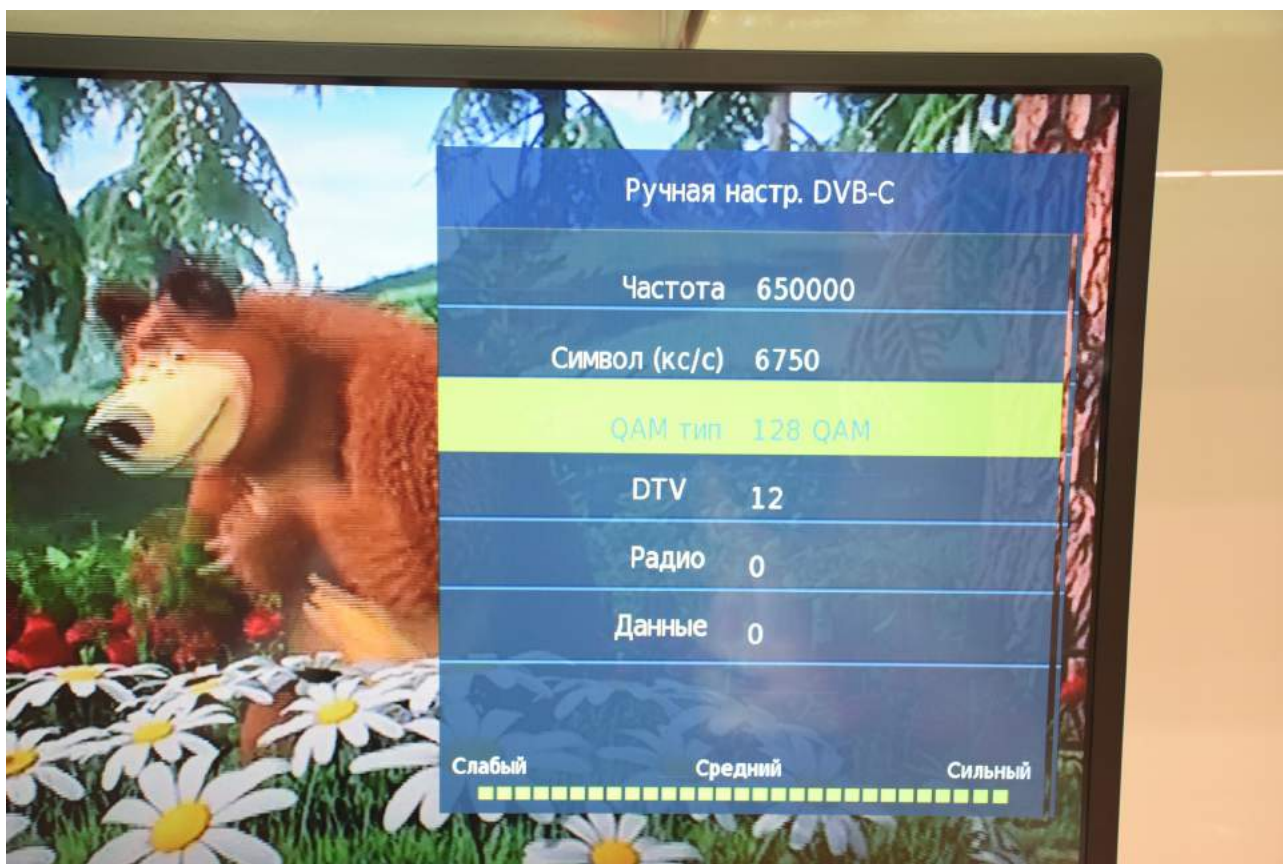 Ручная настр. DVB-C
Частота 650000
Символ (кс/с) 6750
QAM тип 128 QAM
DTV 12
Радио 0
Данные 0
Слабый Средний Сильный